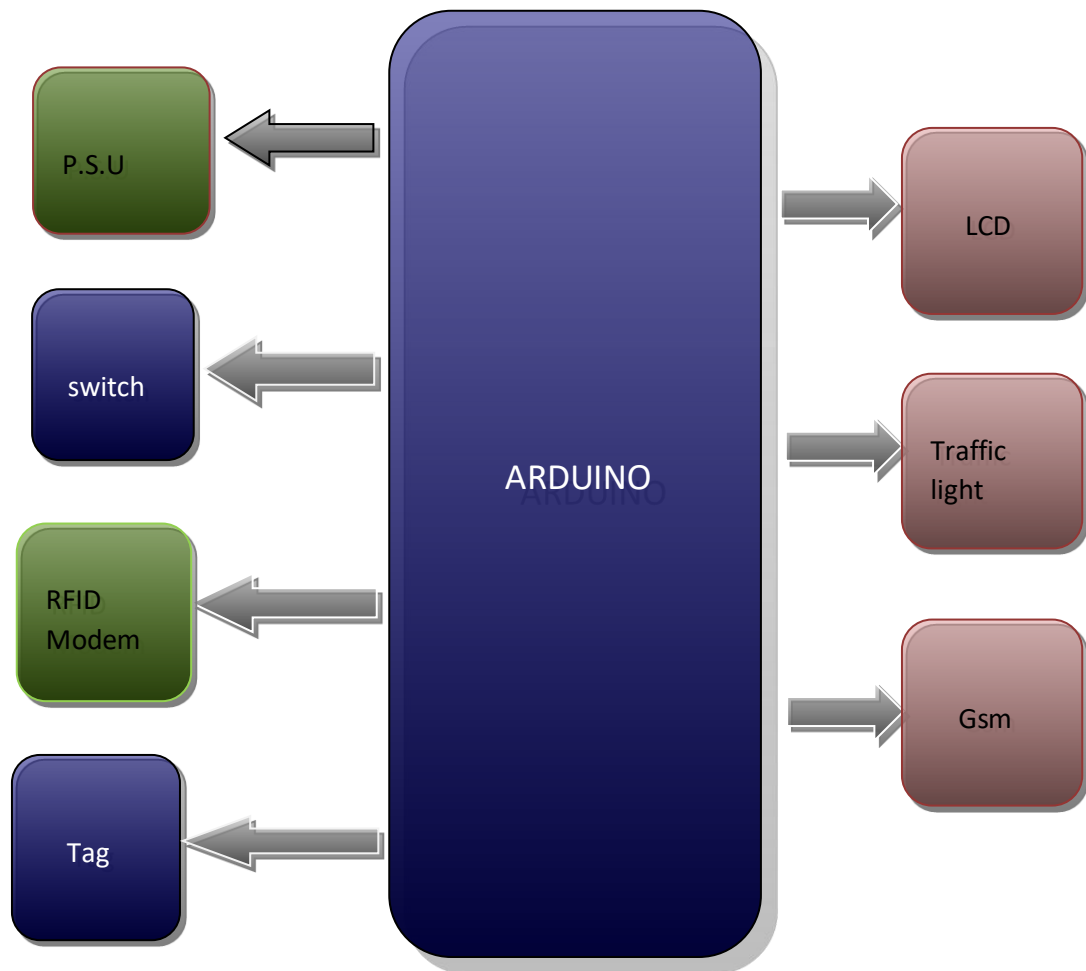 P.S.U
switch
RFID
Modem
Tag
ARDUINO
LCD
Traffic
light
Gsm